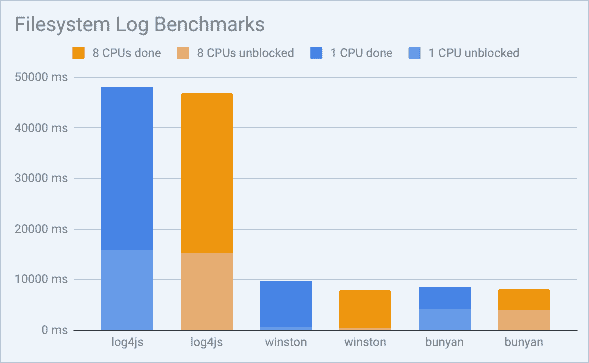 Filesystem Log Benchmarks
8 CPUs done 8 CPUs unblocked 1 CPU done 1 CPU unblocked
50000 ms
40000 ms
30000 ms
20000 ms
10000 ms
0 ms
log4js log4js winston winston bunyan bunyan